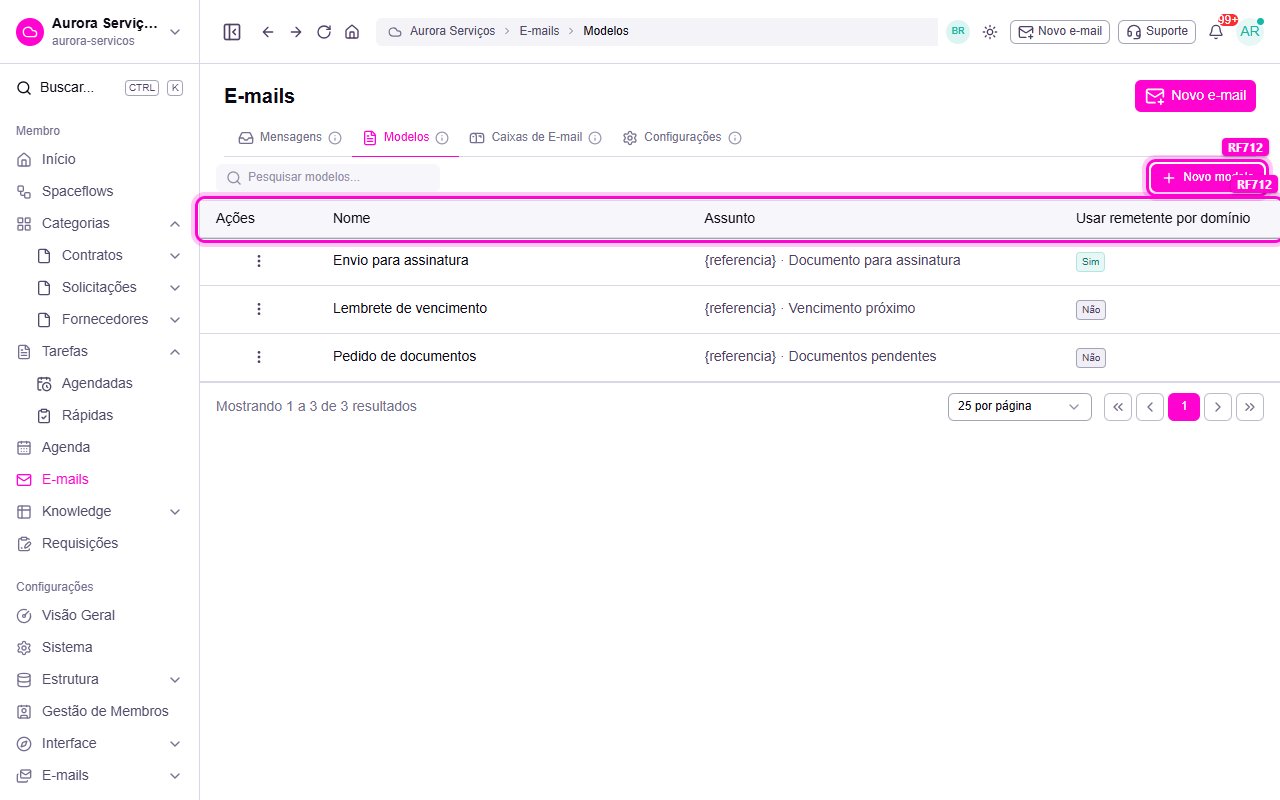 Aurora Serviç...
aurora-servicos
Aurora Serviços
E-mails
Modelos
BR
Novo e-mail
Suporte
99+
AR
Buscar...
CTRL
K
Membro
Início
Spaceflows
Categorias
Contratos
Solicitações
Fornecedores
Tarefas
Agendadas
Rápidas
Agenda
E-mails
Knowledge
Requisições
Configurações
Visão Geral
Sistema
Estrutura
Gestão de Membros
Interface
E-mails
E-mails
Novo e-mail
Mensagens
Modelos
Caixas de E-mail
Configurações
RF712
Pesquisar modelos...
Novo modelo
RF712
Ações Nome Assunto Usar remetente por domínio
Envio para assinatura {referencia} · Documento para assinatura Sim
Lembrete de vencimento {referencia} · Vencimento próximo Não
Pedido de documentos {referencia} · Documentos pendentes Não
Mostrando 1 a 3 de 3 resultados
25 por página
1